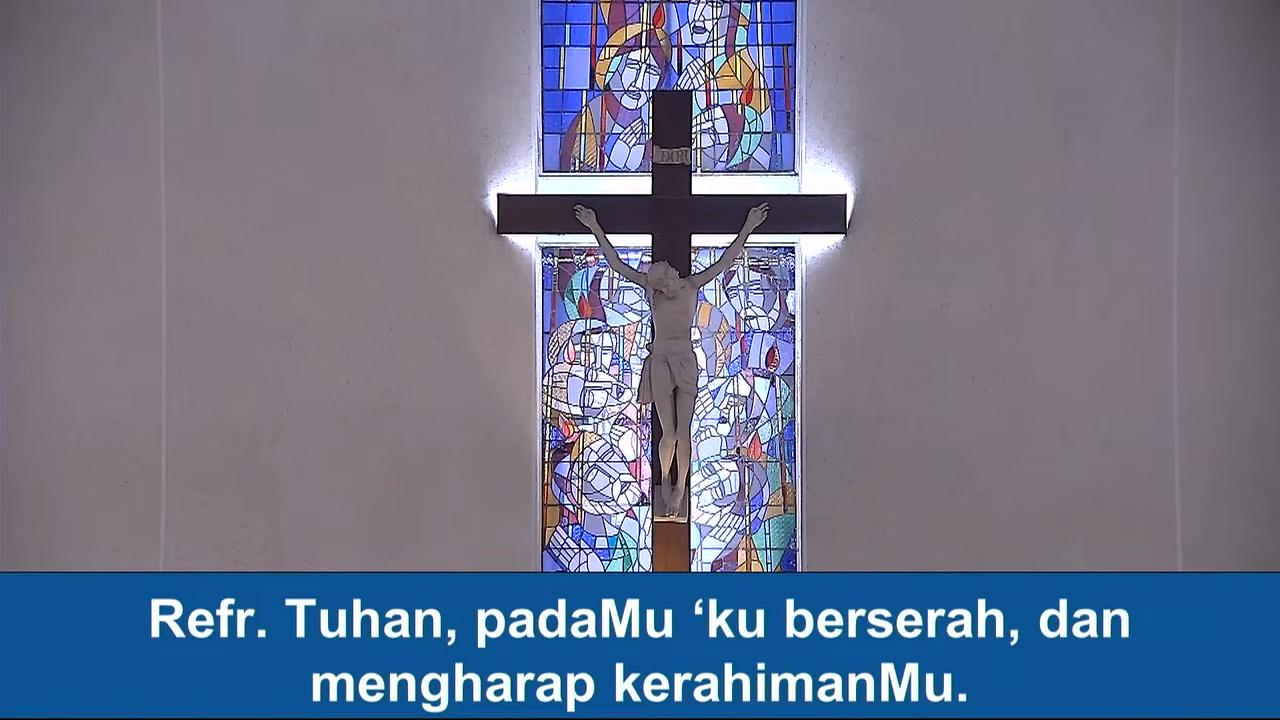 Refr. Tuhan, padaMu ‘ku berserah, dan
mengharap kerahimanMu.